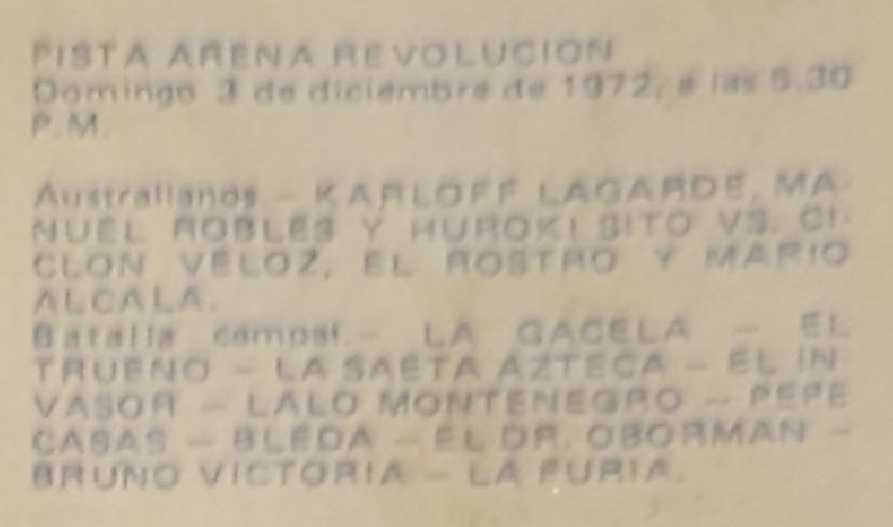 PISTA ARENA REVOLUCION
Domingo 3 de diciembre de 1972, a las 5.30
P.M.
Australianos.- KARLOFF LAGARDE, MA-
NUEL ROBLES Y HUROKI SITO VS. CI-
CLON VELOZ, EL ROSTRO Y MARIO
ALCALA.
Batalla campal.- LA GACELA - EL
TRUENO - LA SAETA AZTECA - EL IN-
VASOR - LALO MONTENEGRO - PEPE
CASAS - BLEDA - EL DR. OBORMAN -
BRUNO VICTORIA - LA FURIA.